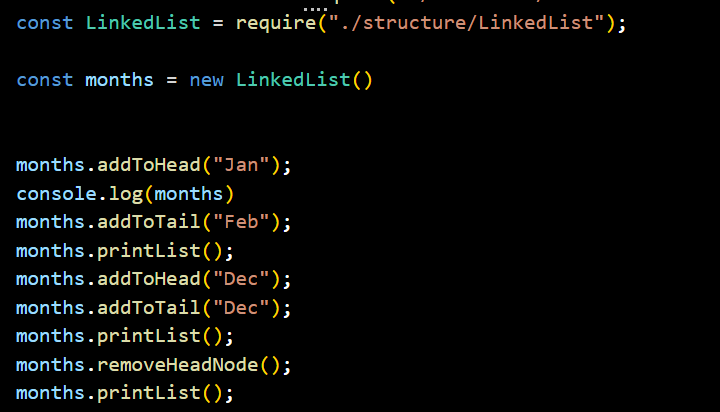 const LinkedList = require("./structure/LinkedList");
const months = new LinkedList()
months.addToHead("Jan");
console.log(months)
months.addToTail("Feb");
months.printList();
months.addToHead("Dec");
months.addToTail("Dec");
months.printList();
months.removeHeadNode();
months.printList();